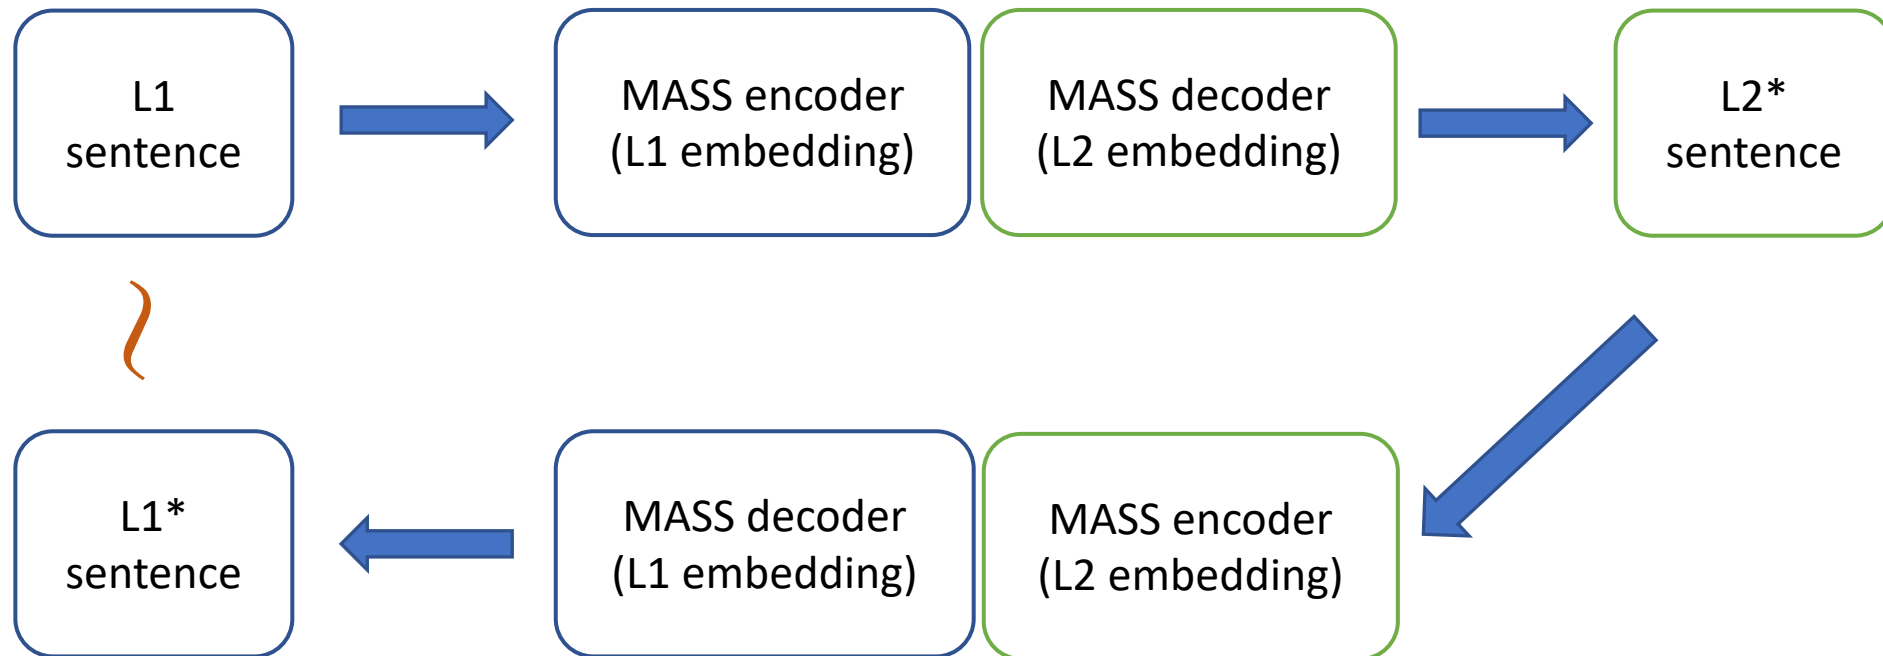 L1
sentence
MASS encoder
(L1 embedding)
MASS decoder
(L2 embedding)
L2*
sentence
L1*
sentence
MASS decoder
(L1 embedding)
MASS encoder
(L2 embedding)